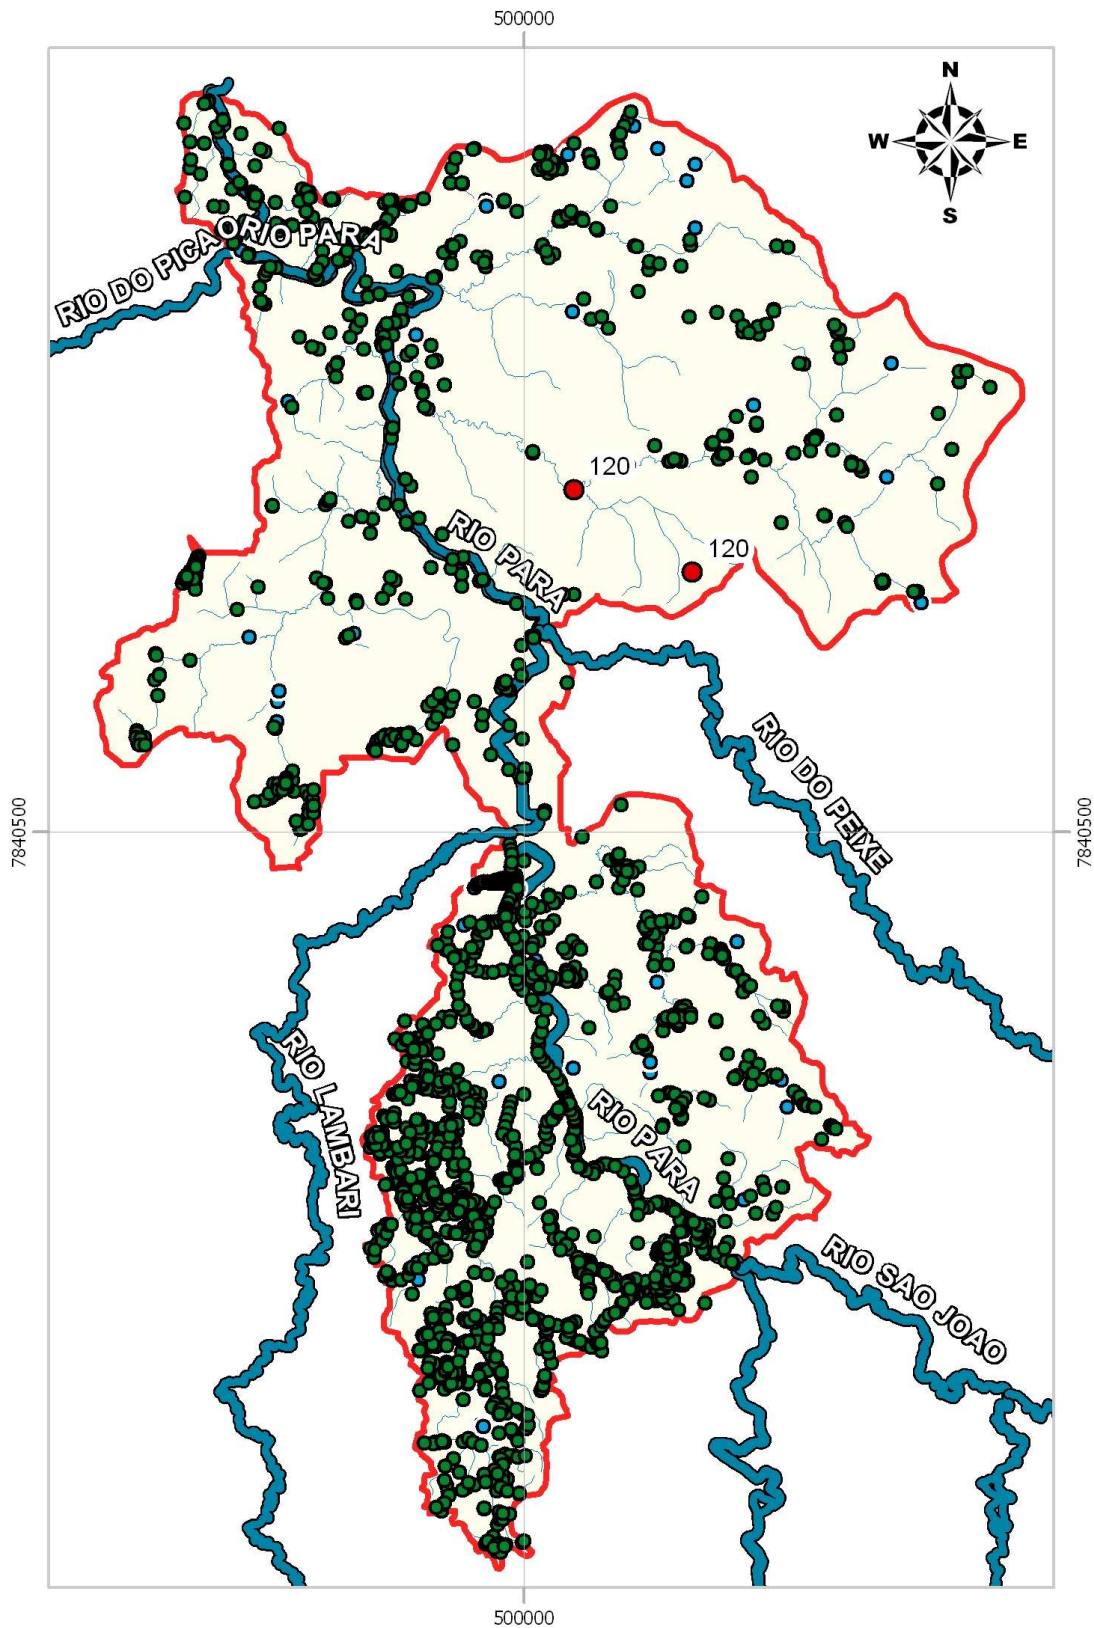 500000
N
W E
S
RIO DO PICAO
RIO PARA
120
RIO PARA
120
RIO DO PEIXE
7840500
7840500
RIO LAMBARI
RIO PARA
RIO SAO JOAO
500000